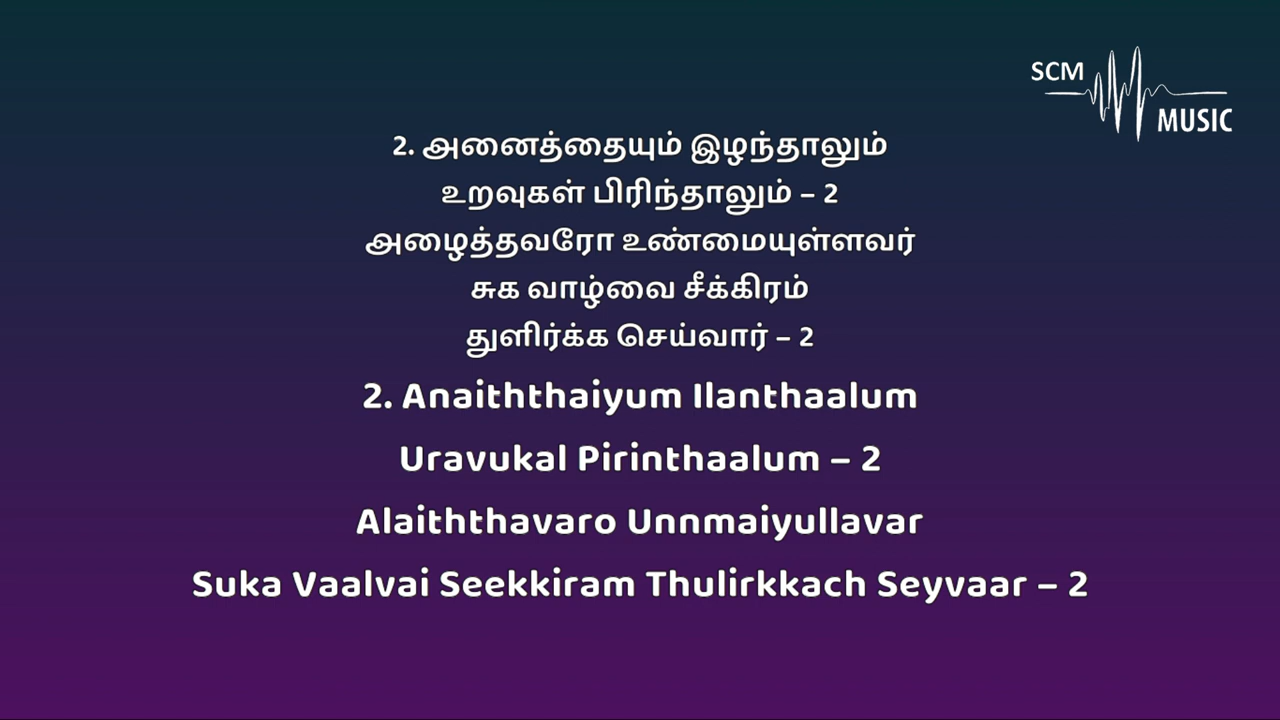 SCM
MUSIC
2. அனைத்தையும் இழந்தாலும்
உறவுகள் பிரிந்தாலும் – 2
அழைத்தவரோ உண்மையுள்ளவர்
சுக வாழ்வை சீக்கிரம்
துளிர்க்க செய்வார் – 2
2. Anaiththaiyum Ilanthaalum
Uravukal Pirinthaalum – 2
Alaiththavaro Unnmaiyullavar
Suka Vaalvai Seekkiram Thulirkkach Seyvaar – 2